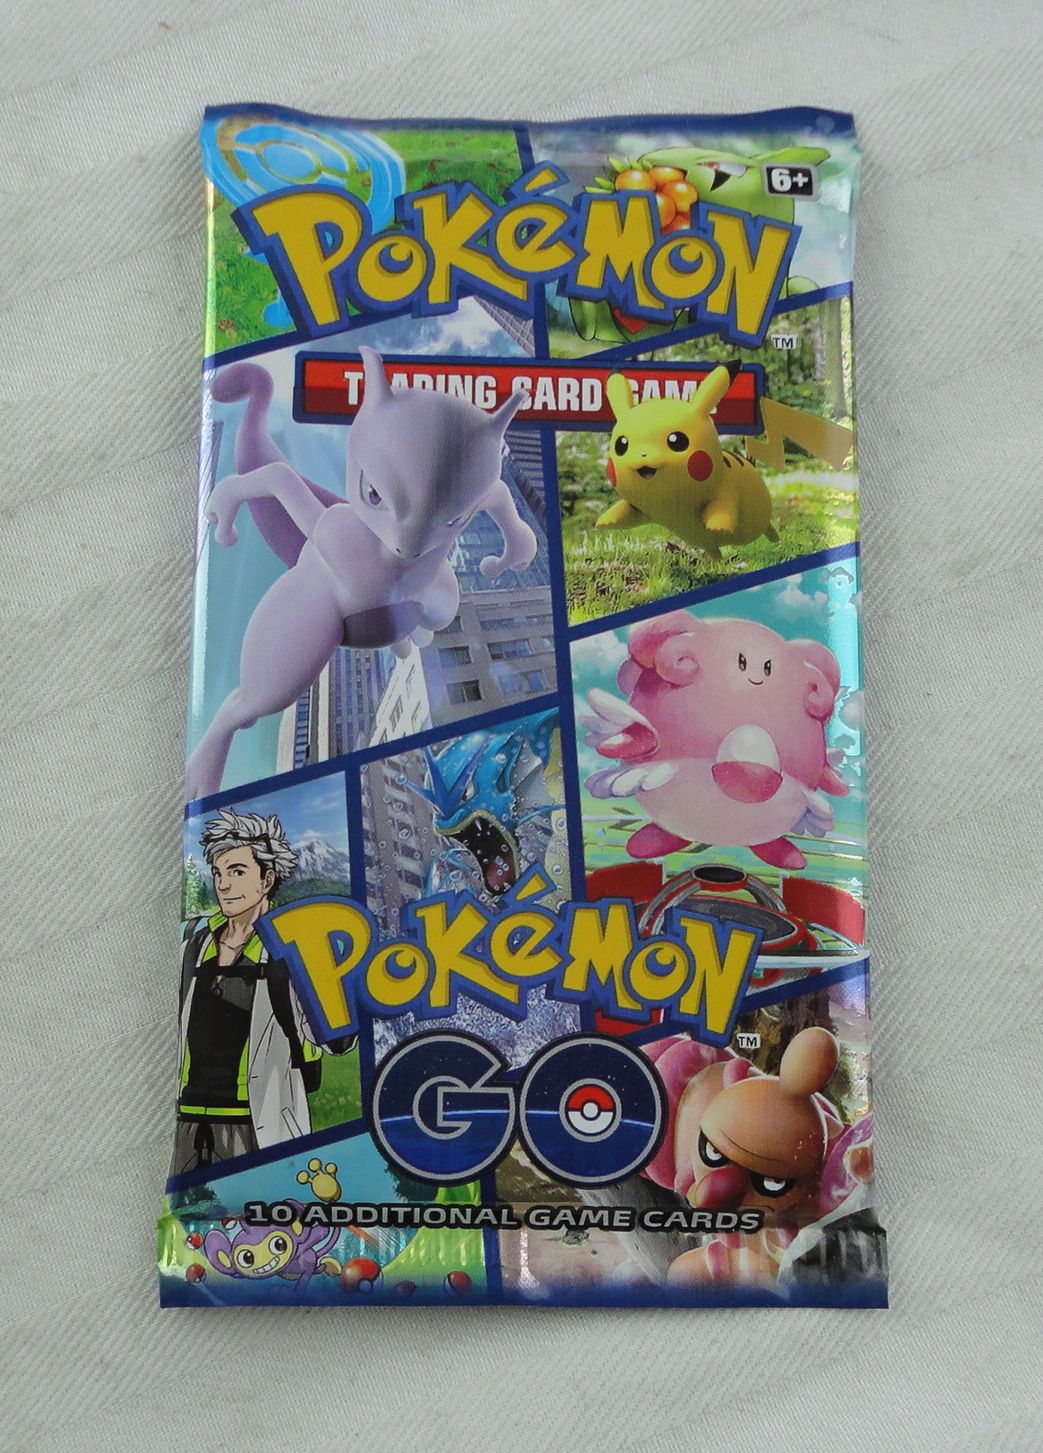 6+
POKéMON
TM
TRADING CARD GAME
POKéMON
TM
GO
10 ADDITIONAL GAME CARDS